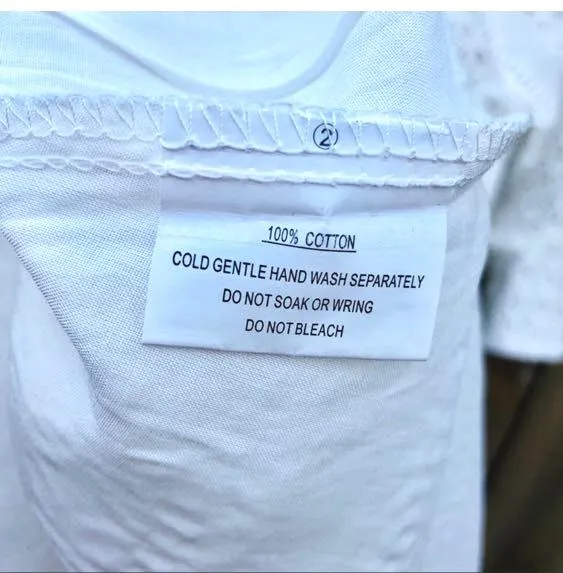 ②
100% COTTON
COLD GENTLE HAND WASH SEPARATELY
DO NOT SOAK OR WRING
DO NOT BLEACH